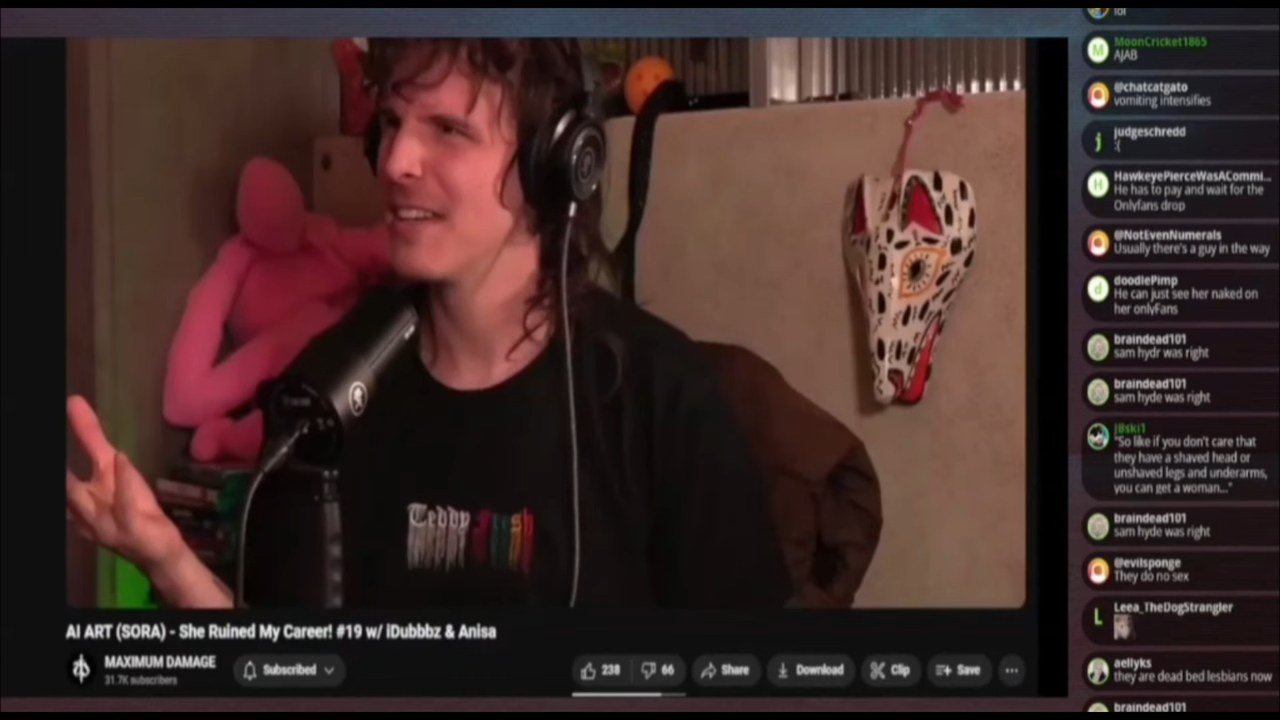 Teddy Fresh
AI ART (SORA) - She Ruined My Career! #19 w/ iDubbbz & Anisa
MAXIMUM DAMAGE
31.7K subscribers
Subscribed
238
66
Share
Download
Clip
Save
lol
MoonCricket1865
AJAB
@chatcatgato
vomiting intensifies
judgeschredd
:(
HawkeyePierceWasACommi...
He has to pay and wait for the
Onlyfans drop
@NotEvenNumerals
Usually there's a guy in the way
doodlePimp
He can just see her naked on
her onlyFans
braindead101
sam hydr was right
braindead101
sam hyde was right
JBski1
"So like if you don't care that
they have a shaved head or
unshaved legs and underarms,
you can get a woman..."
braindead101
sam hyde was right
@evilsponge
They do no sex
Leea_TheDogStrangler
aellyks
they are dead bed lesbians now
braindead101